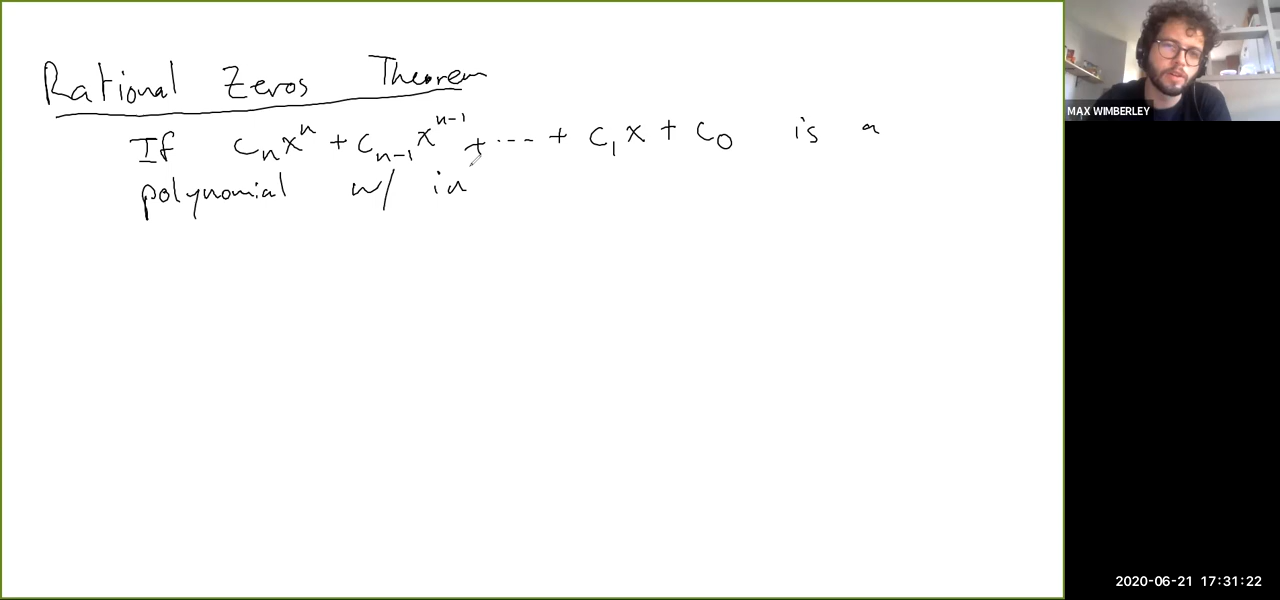 Rational Zeros Theorem
If cₙxⁿ + cₙ₋₁xⁿ⁻¹ + ··· + c₁x + c₀ is a
polynomial w/ in
MAX WIMBERLEY
2020-06-21 17:31:22